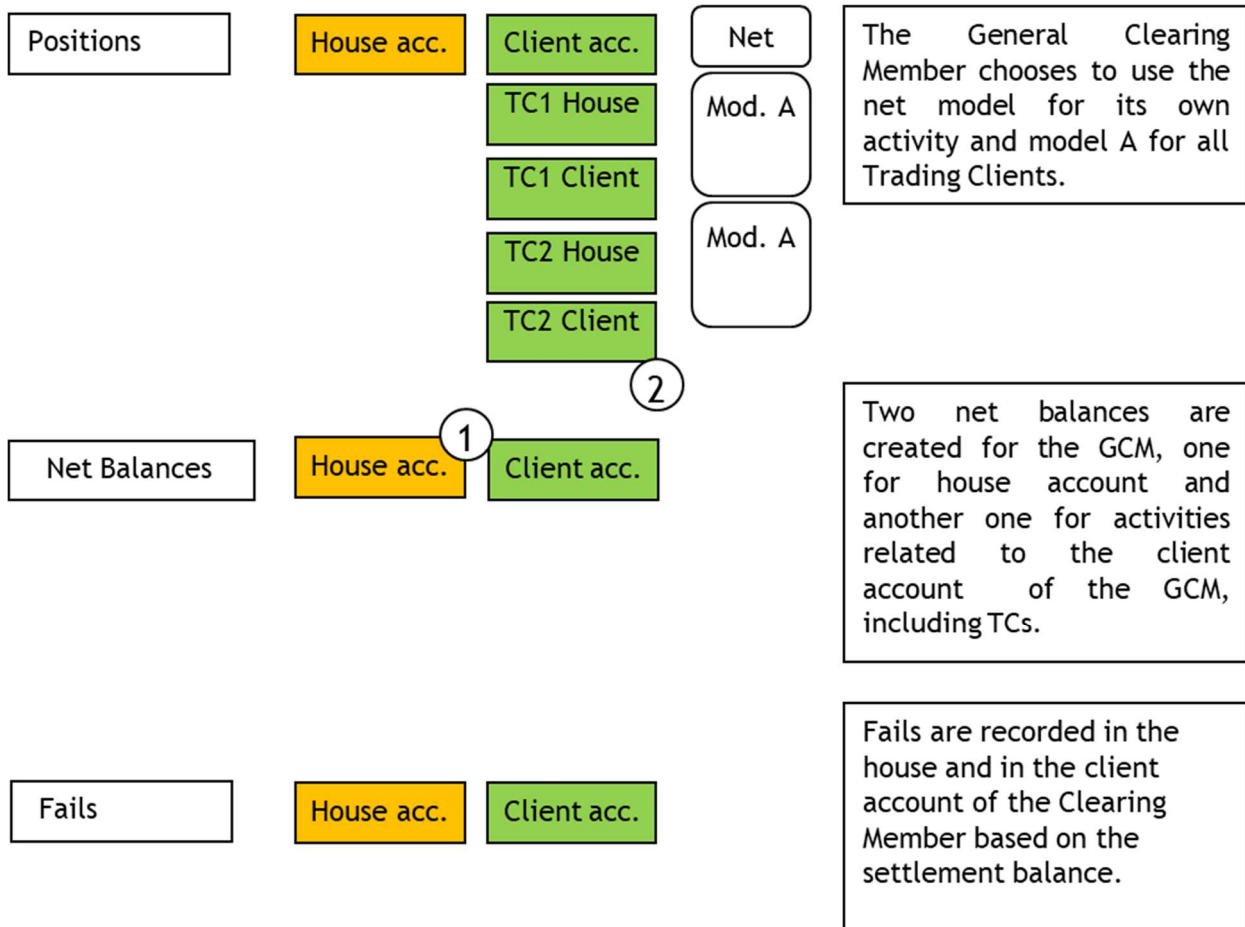 Positions
House acc.
Client acc.
Net
The General Clearing
Member chooses to use the
net model for its own
activity and model A for all
Trading Clients.
TC1 House
Mod. A
TC1 Client
TC2 House
Mod. A
TC2 Client
2
1
Net Balances
House acc.
Client acc.
Two net balances are
created for the GCM, one
for house account and
another one for activities
related to the client
account of the GCM,
including TCs.
Fails
House acc.
Client acc.
Fails are recorded in the
house and in the client
account of the Clearing
Member based on the
settlement balance.